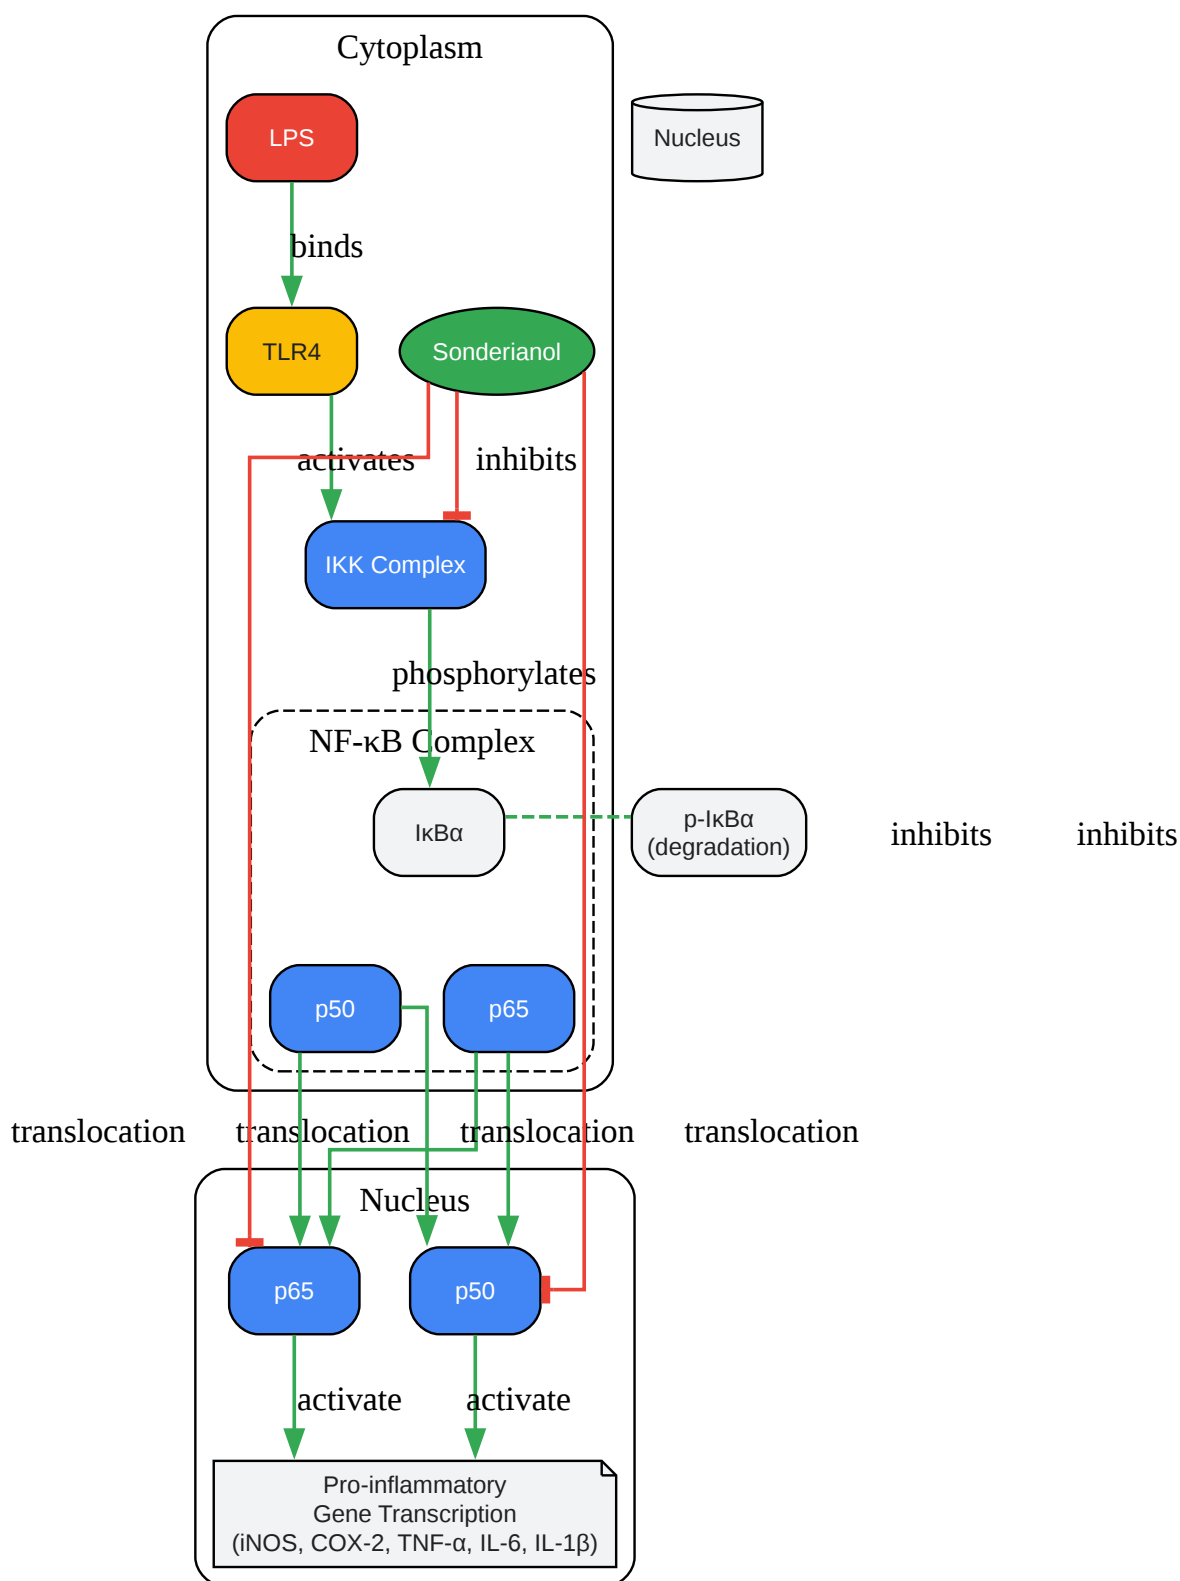 Cytoplasm
LPS
Nucleus
binds
TLR4
Sonderianol
activates
inhibits
IKK Complex
phosphorylates
NF-κB Complex
IκBα
p-IκBα
(degradation)
inhibits
inhibits
p50
p65
translocation
translocation
translocation
translocation
Nucleus
p65
p50
activate
activate
Pro-inflammatory
Gene Transcription
(iNOS, COX-2, TNF-α, IL-6, IL-1β)